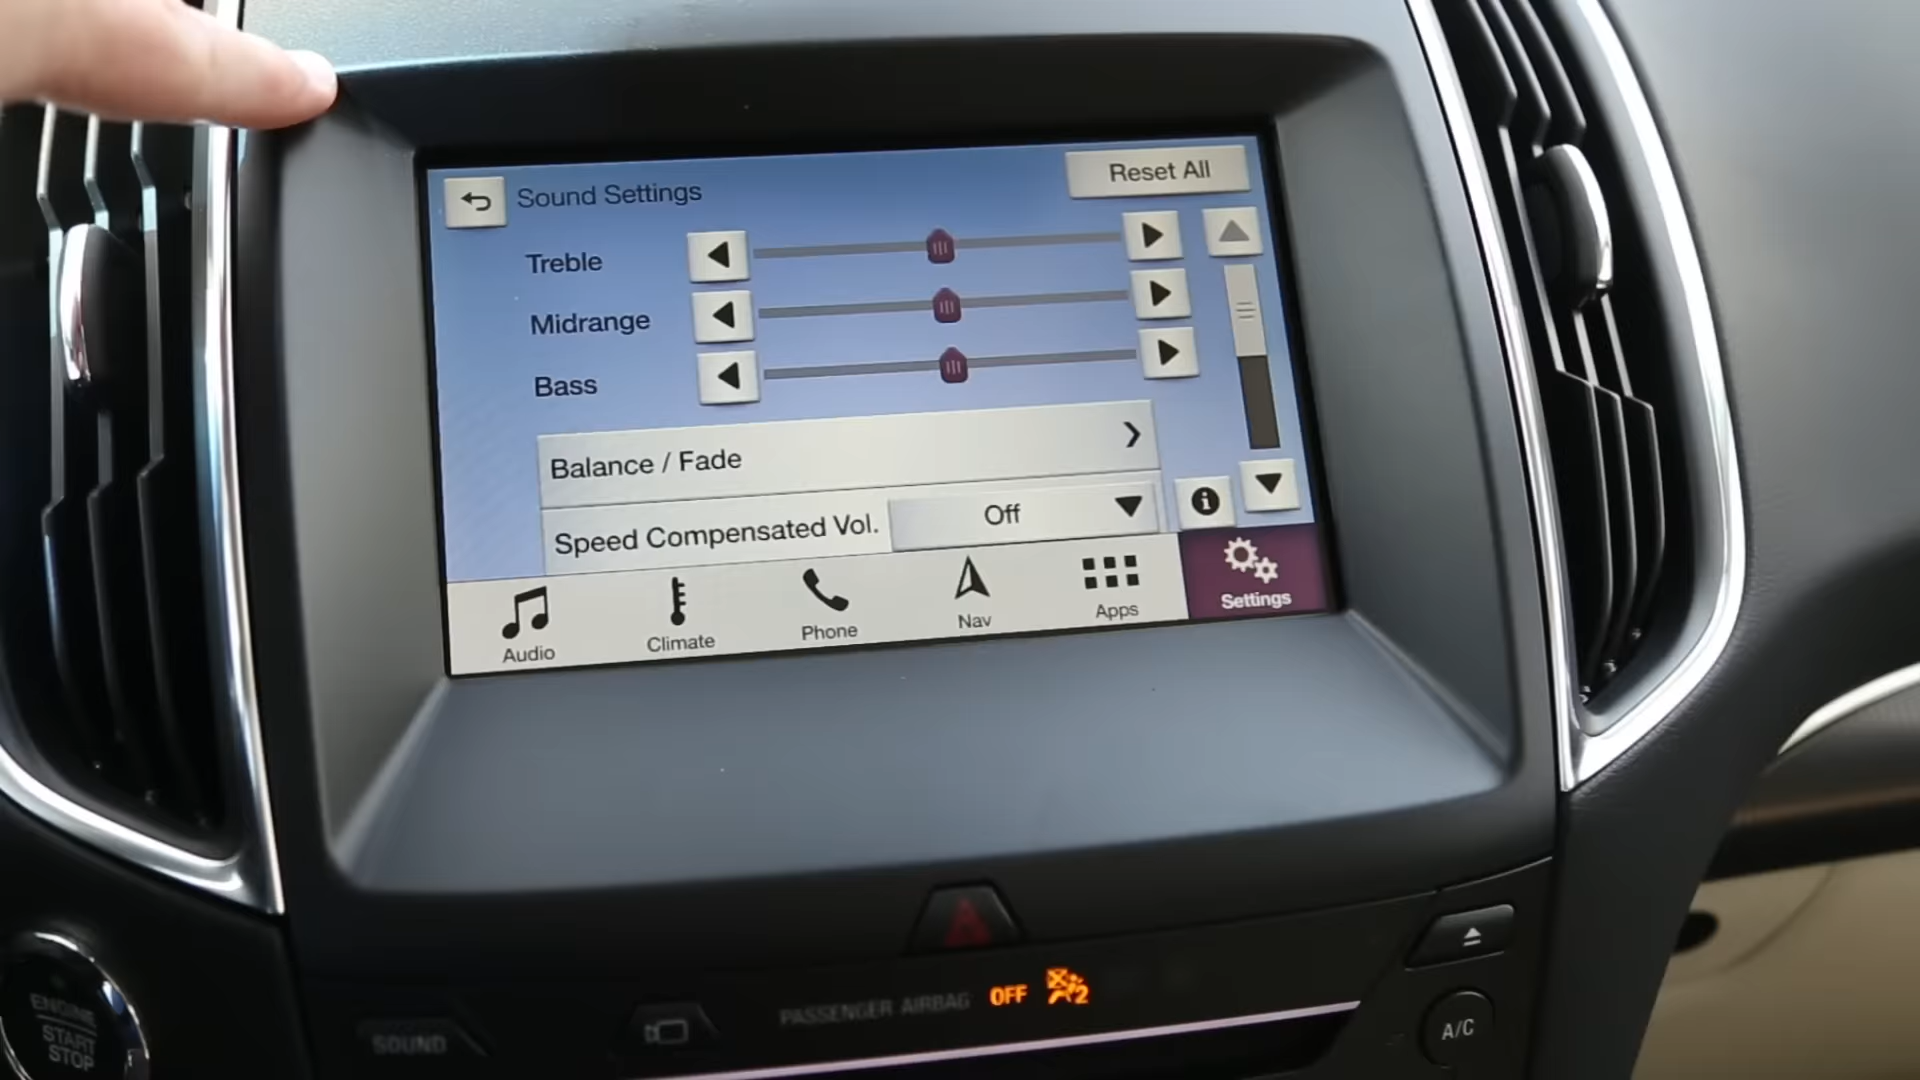 Sound Settings
Reset All
Treble
Midrange
Bass
Balance / Fade
Speed Compensated Vol.
Off
Audio
Climate
Phone
Nav
Apps
Settings
PASSENGER AIRBAG
OFF
2
ENGINE
START
STOP
SOUND
A/C